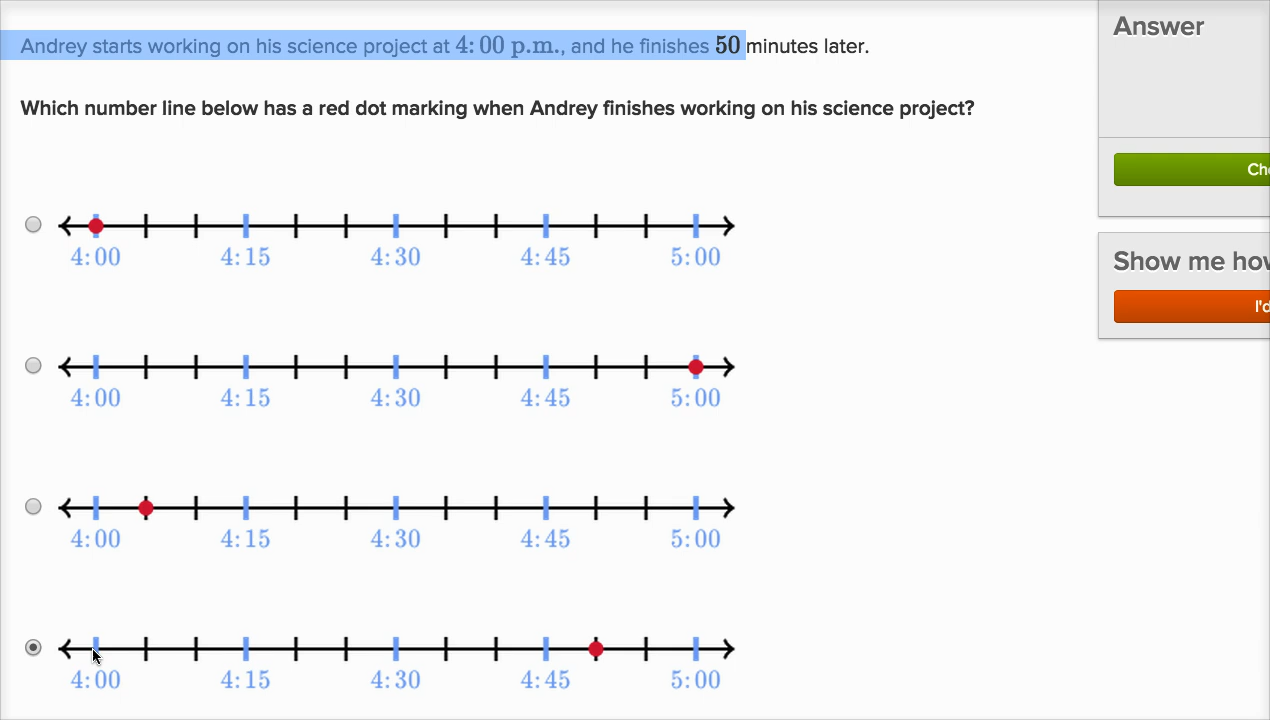 Andrey starts working on his science project at 4:00 p.m., and he finishes 50 minutes later.
Answer
Which number line below has a red dot marking when Andrey finishes working on his science project?
Che
4:00 4:15 4:30 4:45 5:00
Show me how
I'd
4:00 4:15 4:30 4:45 5:00
4:00 4:15 4:30 4:45 5:00
4:00 4:15 4:30 4:45 5:00